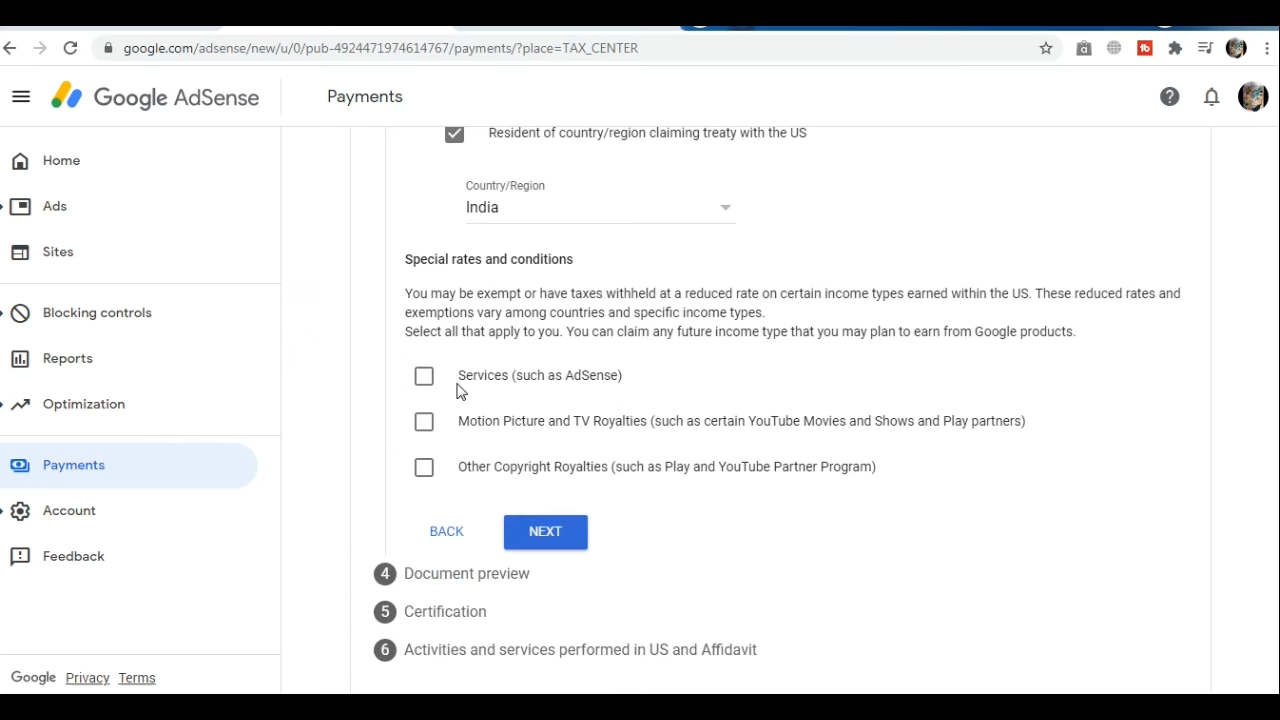 google.com/adsense/new/u/0/pub-4924471974614767/payments/?place=TAX_CENTER
Google AdSense
Payments
Home
Ads
Sites
Blocking controls
Reports
Optimization
Payments
Account
Feedback
Google Privacy Terms
Resident of country/region claiming treaty with the US
Country/Region
India
Special rates and conditions
You may be exempt or have taxes withheld at a reduced rate on certain income types earned within the US. These reduced rates and
exemptions vary among countries and specific income types.
Select all that apply to you. You can claim any future income type that you may plan to earn from Google products.
Services (such as AdSense)
Motion Picture and TV Royalties (such as certain YouTube Movies and Shows and Play partners)
Other Copyright Royalties (such as Play and YouTube Partner Program)
BACK NEXT
4 Document preview
5 Certification
6 Activities and services performed in US and Affidavit